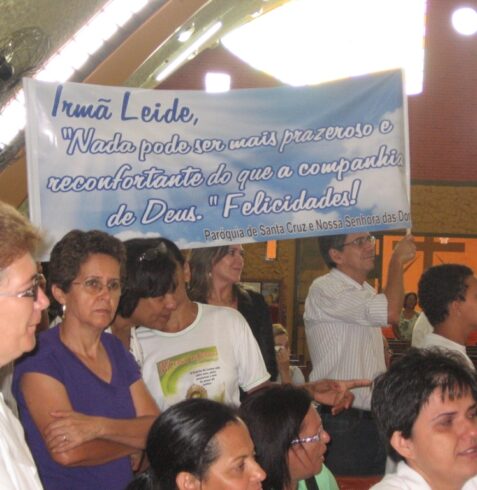 Irmã Leide,
"Nada pode ser mais prazeroso e
reconfortante do que a companhia
de Deus." Felicidades!
Paróquia de Santa Cruz e Nossa Senhora das Dor